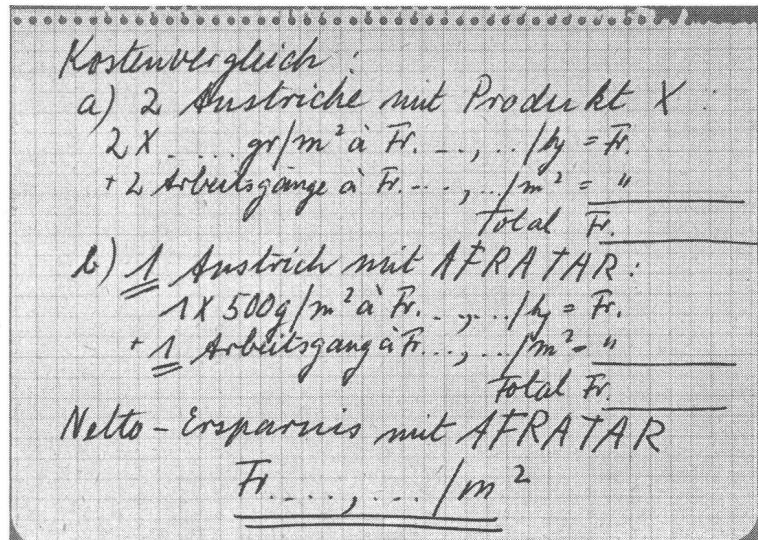 Kostenvergleich:
a) 2 Anstriche mit Produkt X
2 X ..... gr/m² à Fr. ...,.../kg = Fr.
+ 2 Arbeitsgänge à Fr. ...,.../m² = "
Total Fr.
b) 1 Anstrich mit AFRATAR:
1 X 500g/m² à Fr. ...,.../kg = Fr.
+ 1 Arbeitsgang à Fr. ...,.../m² = "
Total Fr.
Netto-Ersparnis mit AFRATAR
Fr. ...,.../m²